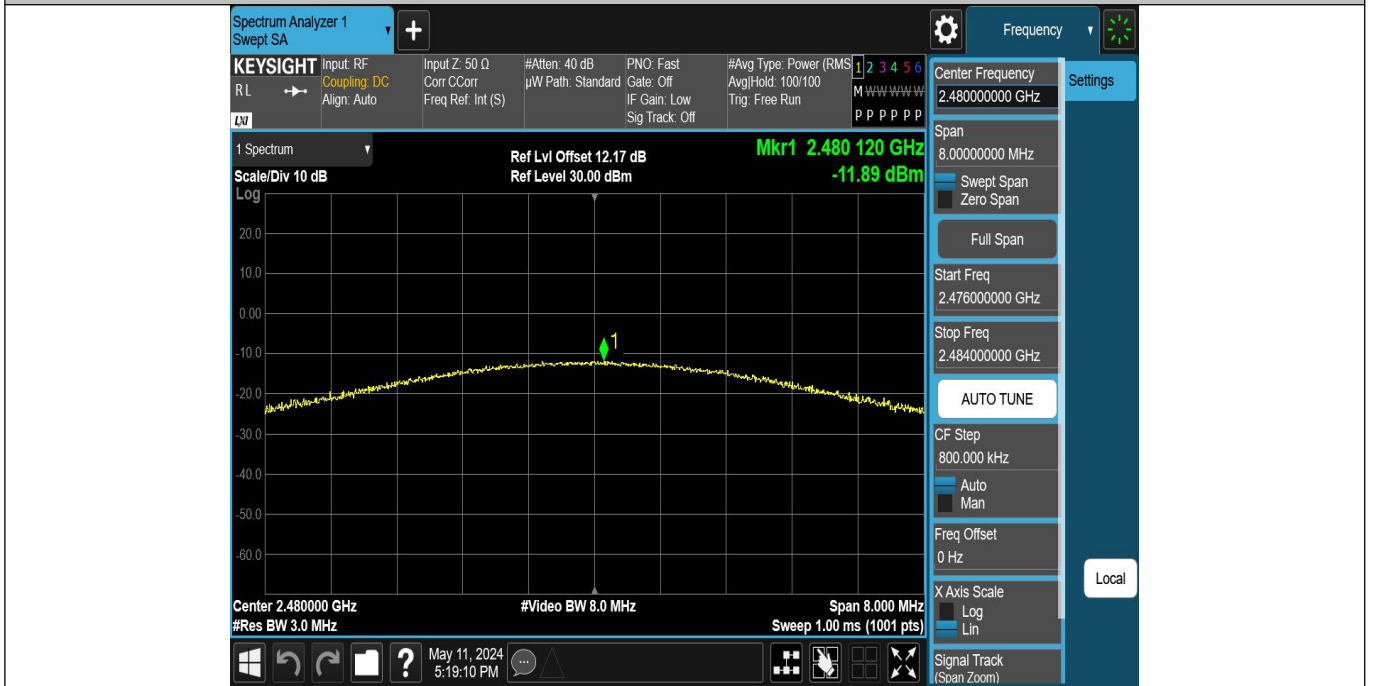 Spectrum Analyzer 1
Swept SA
+
Frequency
KEYSIGHT
RL
LXI
Input: RF
Coupling: DC
Align: Auto
Input Z: 50 Ω
Corr CCorr
Freq Ref: Int (S)
#Atten: 40 dB
µW Path: Standard
PNO: Fast
Gate: Off
IF Gain: Low
Sig Track: Off
#Avg Type: Power (RMS
Avg|Hold: 100/100
Trig: Free Run
1 2 3 4 5 6
M W W W W W
P P P P P P
1 Spectrum
Scale/Div 10 dB
Log
Ref Lvl Offset 12.17 dB
Ref Level 30.00 dBm
Mkr1 2.480 120 GHz
-11.89 dBm
20.0
10.0
0.00
-10.0
-20.0
-30.0
-40.0
-50.0
-60.0
1
Center 2.480000 GHz
#Res BW 3.0 MHz
#Video BW 8.0 MHz
Span 8.000 MHz
Sweep 1.00 ms (1001 pts)
?
May 11, 2024
5:19:10 PM
Center Frequency
2.480000000 GHz
Span
8.00000000 MHz
Swept Span
Zero Span
Full Span
Start Freq
2.476000000 GHz
Stop Freq
2.484000000 GHz
AUTO TUNE
CF Step
800.000 kHz
Auto
Man
Freq Offset
0 Hz
X Axis Scale
Log
Lin
Signal Track
(Span Zoom)
Settings
Local